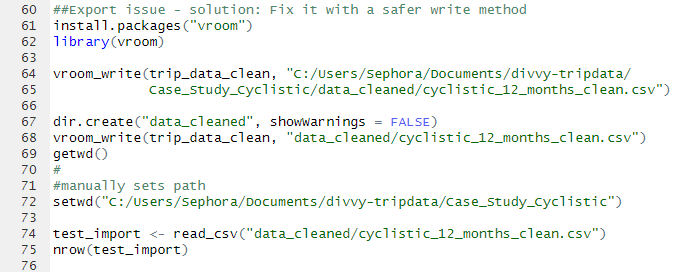 60 ##Export issue - solution: Fix it with a safer write method
61 install.packages("vroom")
62 library(vroom)
63
64 vroom_write(trip_data_clean, "C:/Users/Sephora/Documents/divvy-tripdata/
65 Case_Study_Cyclistic/data_cleaned/cyclistic_12_months_clean.csv")
66
67 dir.create("data_cleaned", showWarnings = FALSE)
68 vroom_write(trip_data_clean, "data_cleaned/cyclistic_12_months_clean.csv")
69 getwd()
70 #
71 #manually sets path
72 setwd("C:/Users/Sephora/Documents/divvy-tripdata/Case_Study_Cyclistic")
73
74 test_import <- read_csv("data_cleaned/cyclistic_12_months_clean.csv")
75 nrow(test_import)
76